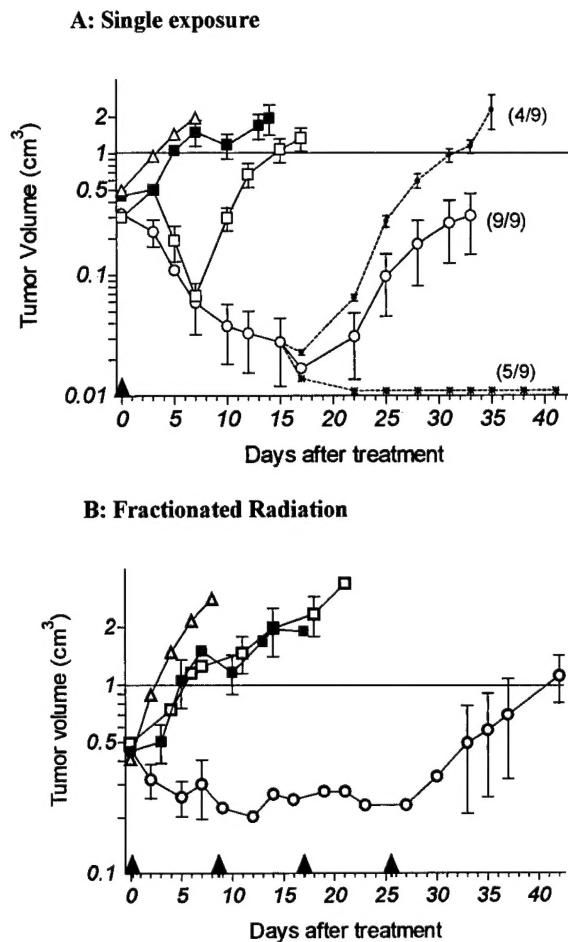 A: Single exposure
Tumor Volume (cm3)
2
1
0.5
0.1
0.01
(4/9)
(9/9)
(5/9)
0 5 10 15 20 25 30 35 40
Days after treatment
B: Fractionated Radiation
Tumor volume (cm3)
2
1
0.5
0.1
0 5 10 15 20 25 30 35 40
Days after treatment